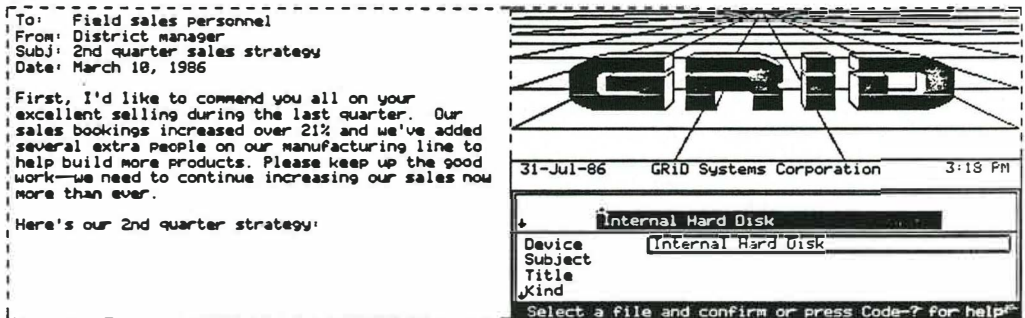 To: Field sales personnel
From: District manager
Subj: 2nd quarter sales strategy
Date: March 10, 1986
First, I'd like to commend you all on your
excellent selling during the last quarter. Our
sales bookings increased over 21% and we've added
several extra people on our manufacturing line to
help build more products. Please keep up the good
work—we need to continue increasing our sales now
more than ever.
Here's our 2nd quarter strategy:
GRiD
31-Jul-86 GRiD Systems Corporation 3:18 PM
Internal Hard Disk
Device Internal Hard Disk
Subject
Title
Kind
Select a file and confirm or press Code-? for help